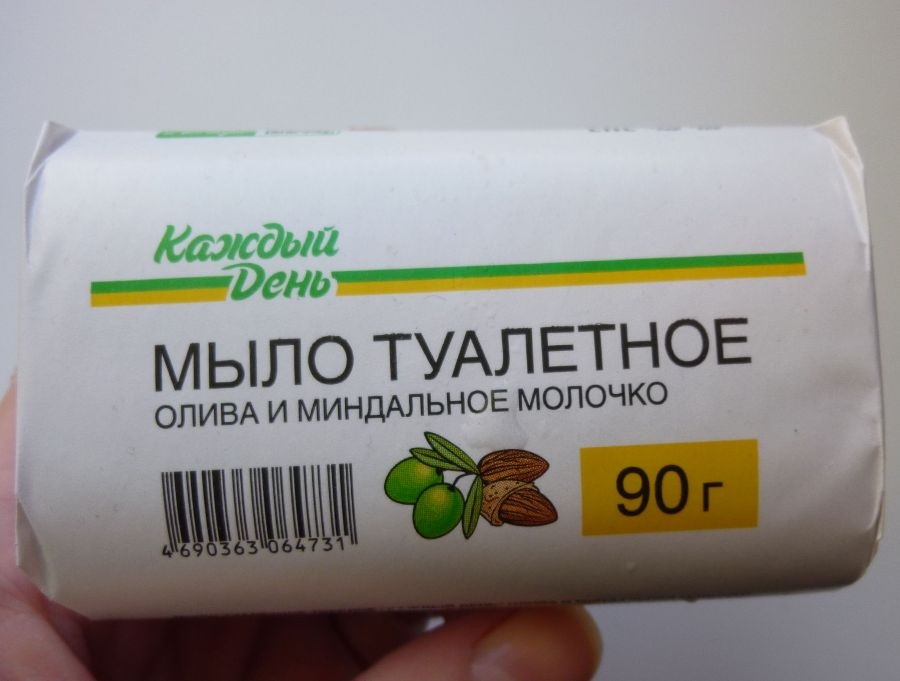 Каждый
День
МЫЛО ТУАЛЕТНОЕ
ОЛИВА И МИНДАЛЬНОЕ МОЛОЧКО
90 г
4 690363 064731